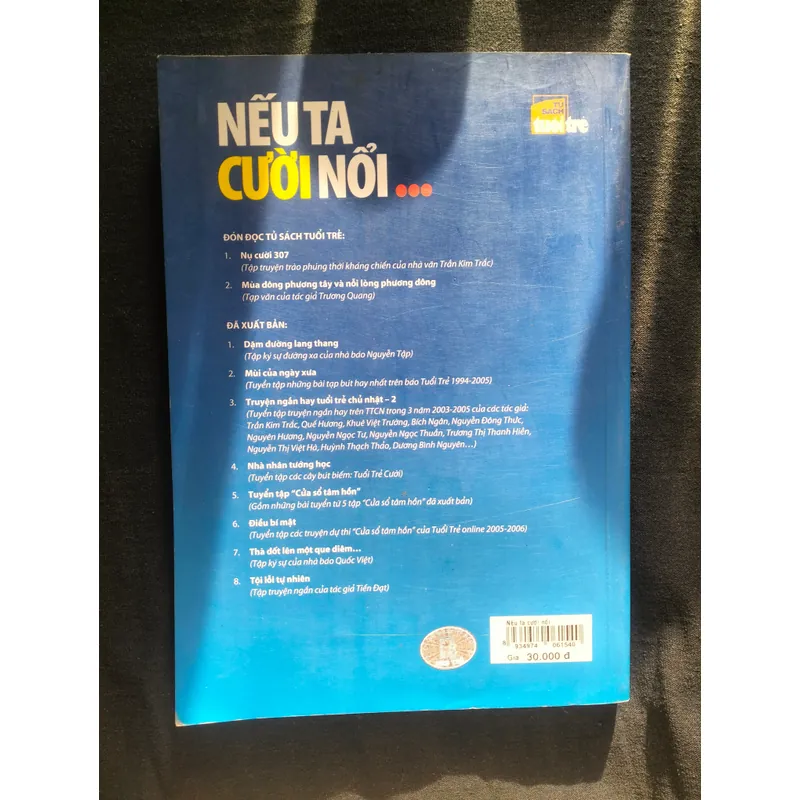 NẾU TA
CƯỜI NỔI ...
TỦ
SÁCH
tuổi trẻ
ĐÓN ĐỌC TỦ SÁCH TUỔI TRẺ:
1. Nụ cười 307
(Tập truyện trào phúng thời kháng chiến của nhà văn Trần Kim Trắc)
2. Mùa đông phương tây và nỗi lòng phương đông
(Tạp văn của tác giả Trương Quang)
ĐÃ XUẤT BẢN:
1. Dặm đường lang thang
(Tập ký sự đường xa của nhà báo Nguyễn Tập)
2. Mùi của ngày xưa
(Tuyển tập những bài tạp bút hay nhất trên báo Tuổi Trẻ 1994-2005)
3. Truyện ngắn hay tuổi trẻ chủ nhật – 2
(Tuyển tập truyện ngắn hay trên TTCN trong 3 năm 2003-2005 của các tác giả:
Trần Kim Trắc, Quế Hương, Khuê Việt Trường, Bích Ngân, Nguyễn Đông Thức,
Nguyên Hương, Nguyễn Ngọc Tư, Nguyễn Ngọc Thuần, Trương Thị Thanh Hiền,
Nguyễn Thị Việt Hà, Huỳnh Thạch Thảo, Dương Bình Nguyên...)
4. Nhà nhân tướng học
(Tuyển tập các cây bút biếm: Tuổi Trẻ Cười)
5. Tuyển tập “Cửa sổ tâm hồn”
(Gồm những bài tuyển từ 5 tập “Cửa sổ tâm hồn” đã xuất bản)
6. Điều bí mật
(Tuyển tập các truyện dự thi “Cửa sổ tâm hồn” của Tuổi Trẻ online 2005-2006)
7. Thà đốt lên một que diêm...
(Tập ký sự của nhà báo Quốc Việt)
8. Tội lỗi tự nhiên
(Tập truyện ngắn của tác giả Tiến Đạt)
Nếu ta cười nổi
8 934974 061540
Giá 30.000 đ